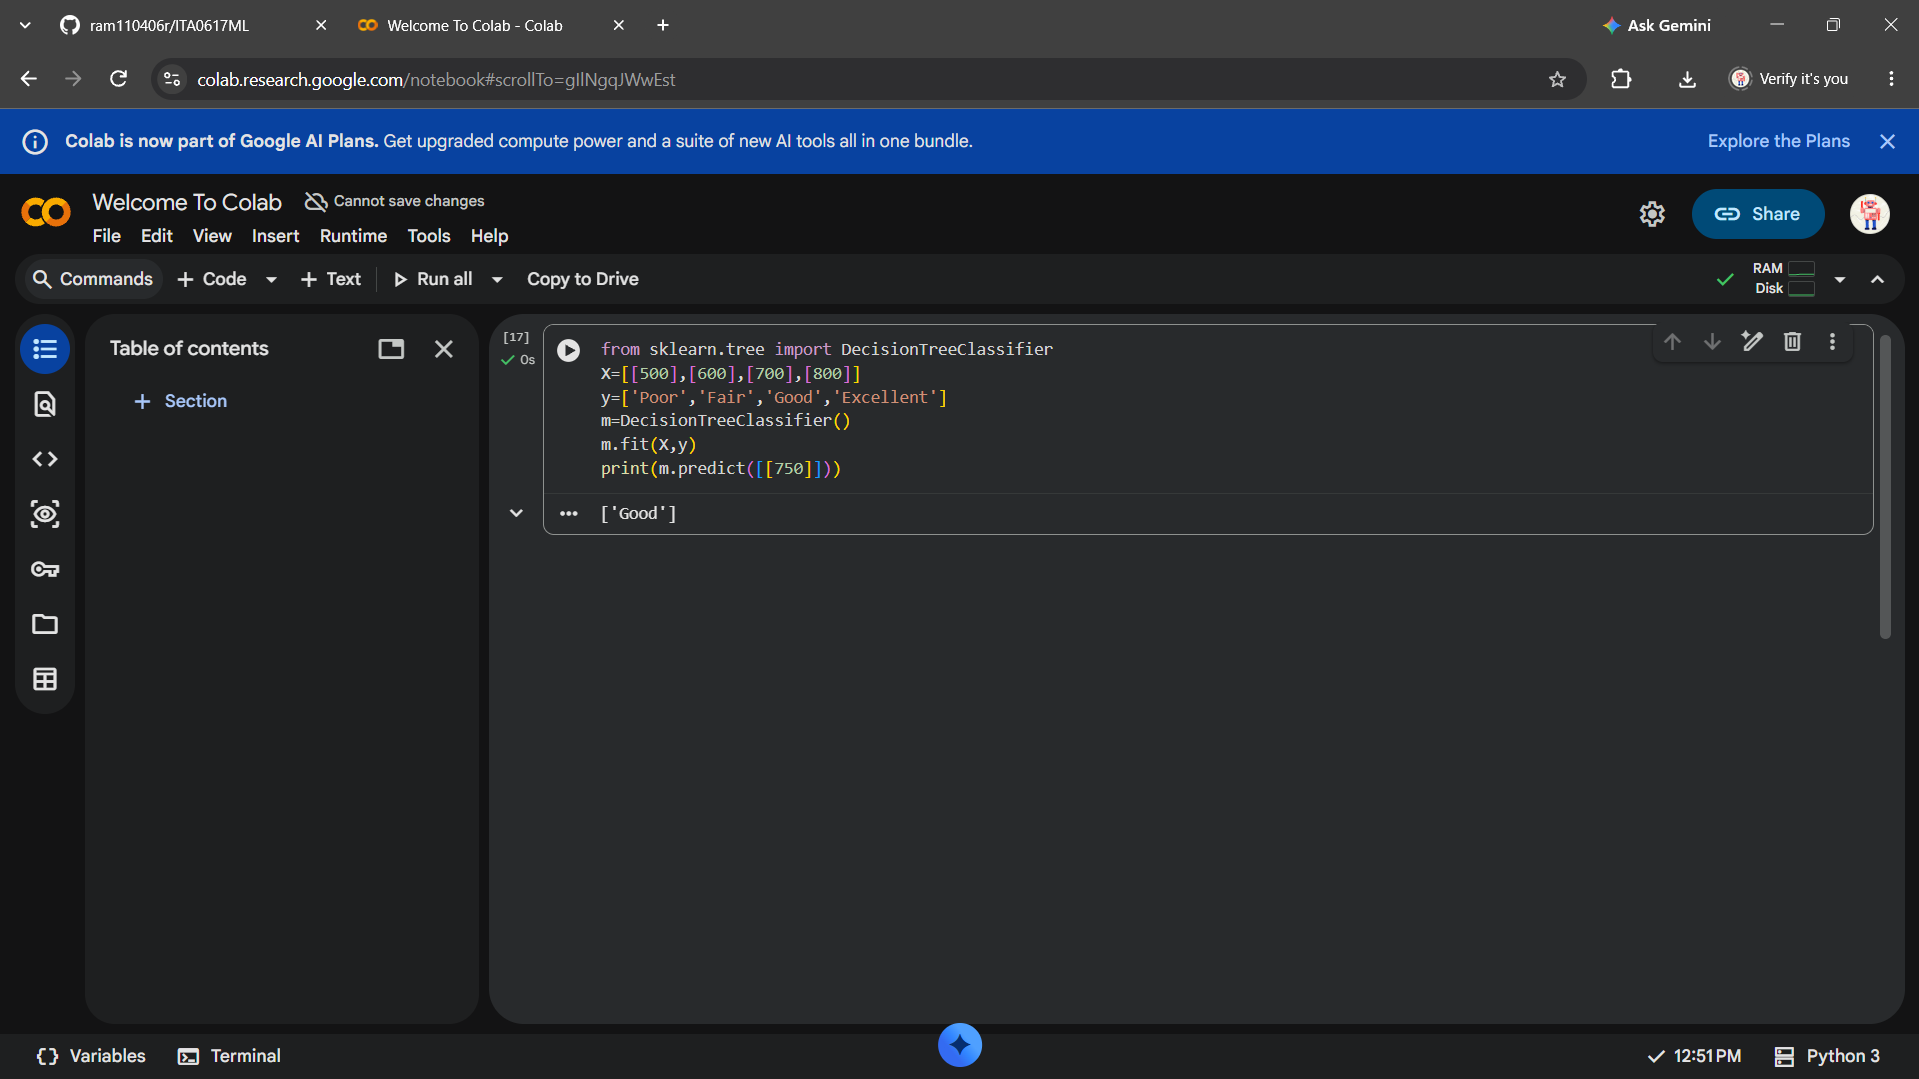 ram110406r/ITA0617ML
Welcome To Colab - Colab
Ask Gemini
colab.research.google.com/notebook#scrollTo=gIlNgqJWwEst
Verify it's you
Colab is now part of Google AI Plans. Get upgraded compute power and a suite of new AI tools all in one bundle.
Explore the Plans
Welcome To Colab
Cannot save changes
File Edit View Insert Runtime Tools Help
Share
Commands + Code + Text Run all Copy to Drive
RAM
Disk
Table of contents
+ Section
[17]
0s
from sklearn.tree import DecisionTreeClassifier
X=[[500],[600],[700],[800]]
y=['Poor','Fair','Good','Excellent']
m=DecisionTreeClassifier()
m.fit(X,y)
print(m.predict([[750]]))
['Good']
Variables
Terminal
12:51 PM
Python 3